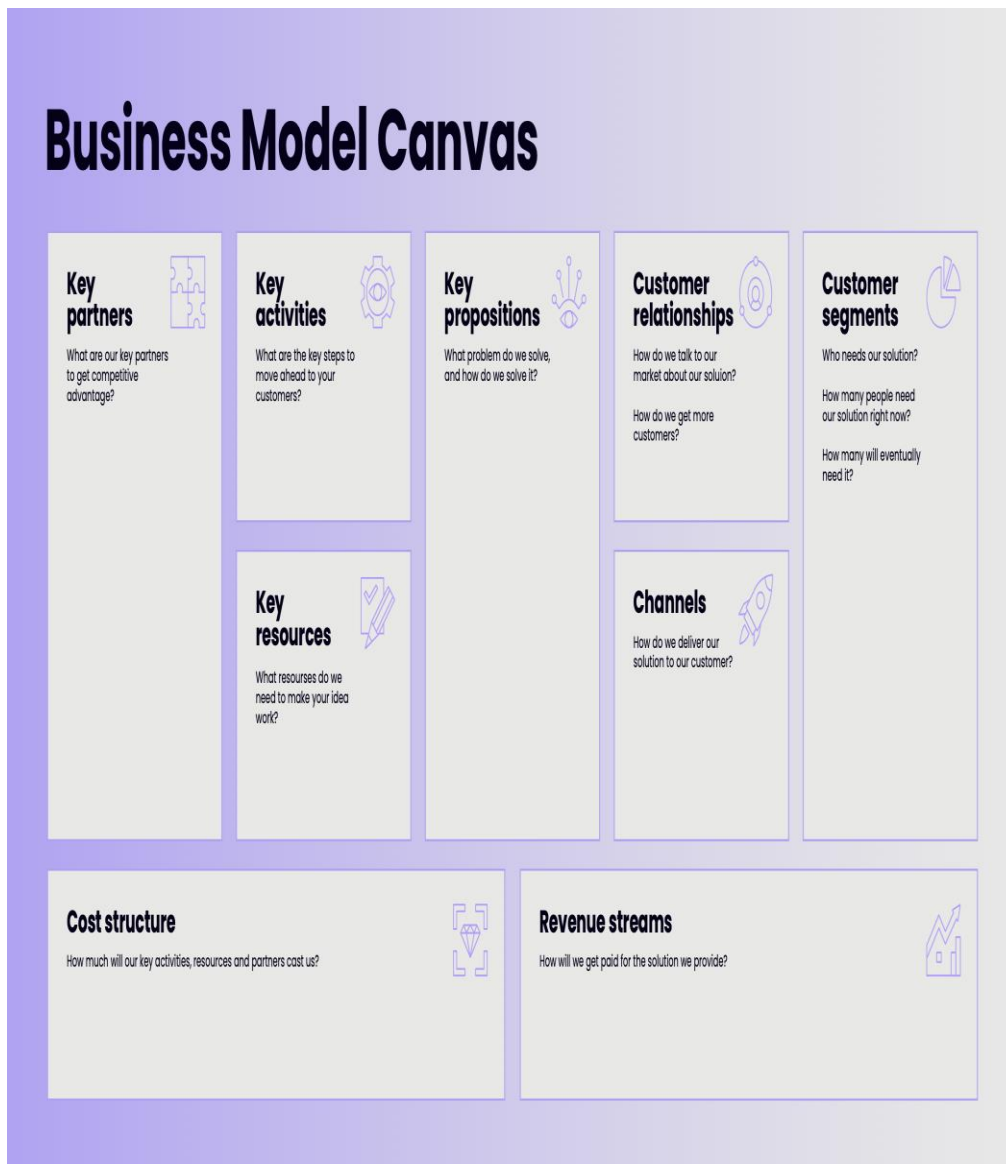 Business Model Canvas
Key
partners
What are our key partners
to get competitive
advantage?
Key
activities
What are the key steps to
move ahead to your
customers?
Key
resources
What resourses do we
need to make your idea
work?
Key
propositions
What problem do we solve,
and how do we solve it?
Customer
relationships
How do we talk to our
market about our soluion?
How do we get more
customers?
Channels
How do we deliver our
solution to our customer?
Customer
segments
Who needs our solution?
How many people need
our solution right now?
How many will eventually
need it?
Cost structure
How much will our key activities, resources and partners cast us?
Revenue streams
How will we get paid for the solution we provide?